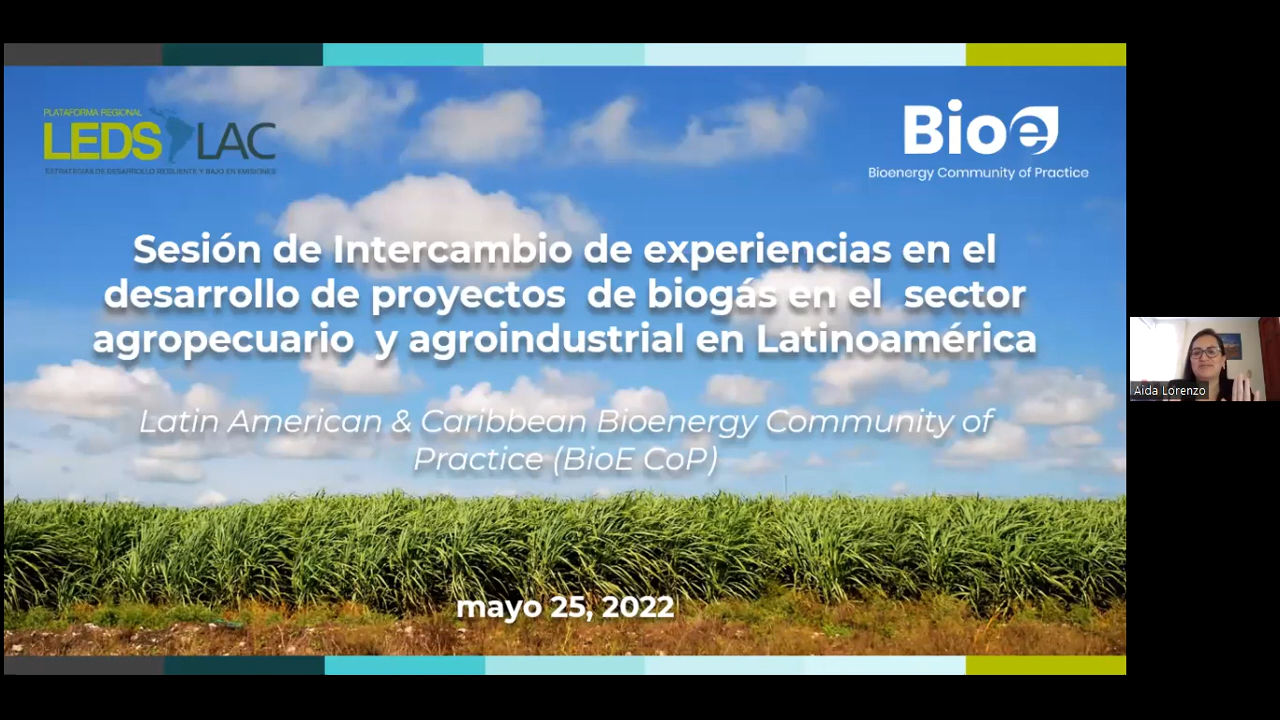 PLATAFORMA REGIONAL
LEDS LAC
ESTRATEGIAS DE DESARROLLO RESILIENTE Y BAJO EN EMISIONES
Bioe
Bioenergy Community of Practice
Sesión de Intercambio de experiencias en el
desarrollo de proyectos de biogás en el sector
agropecuario y agroindustrial en Latinoamérica
Latin American & Caribbean Bioenergy Community of
Practice (BioE CoP)
mayo 25, 2022
Aida Lorenzo